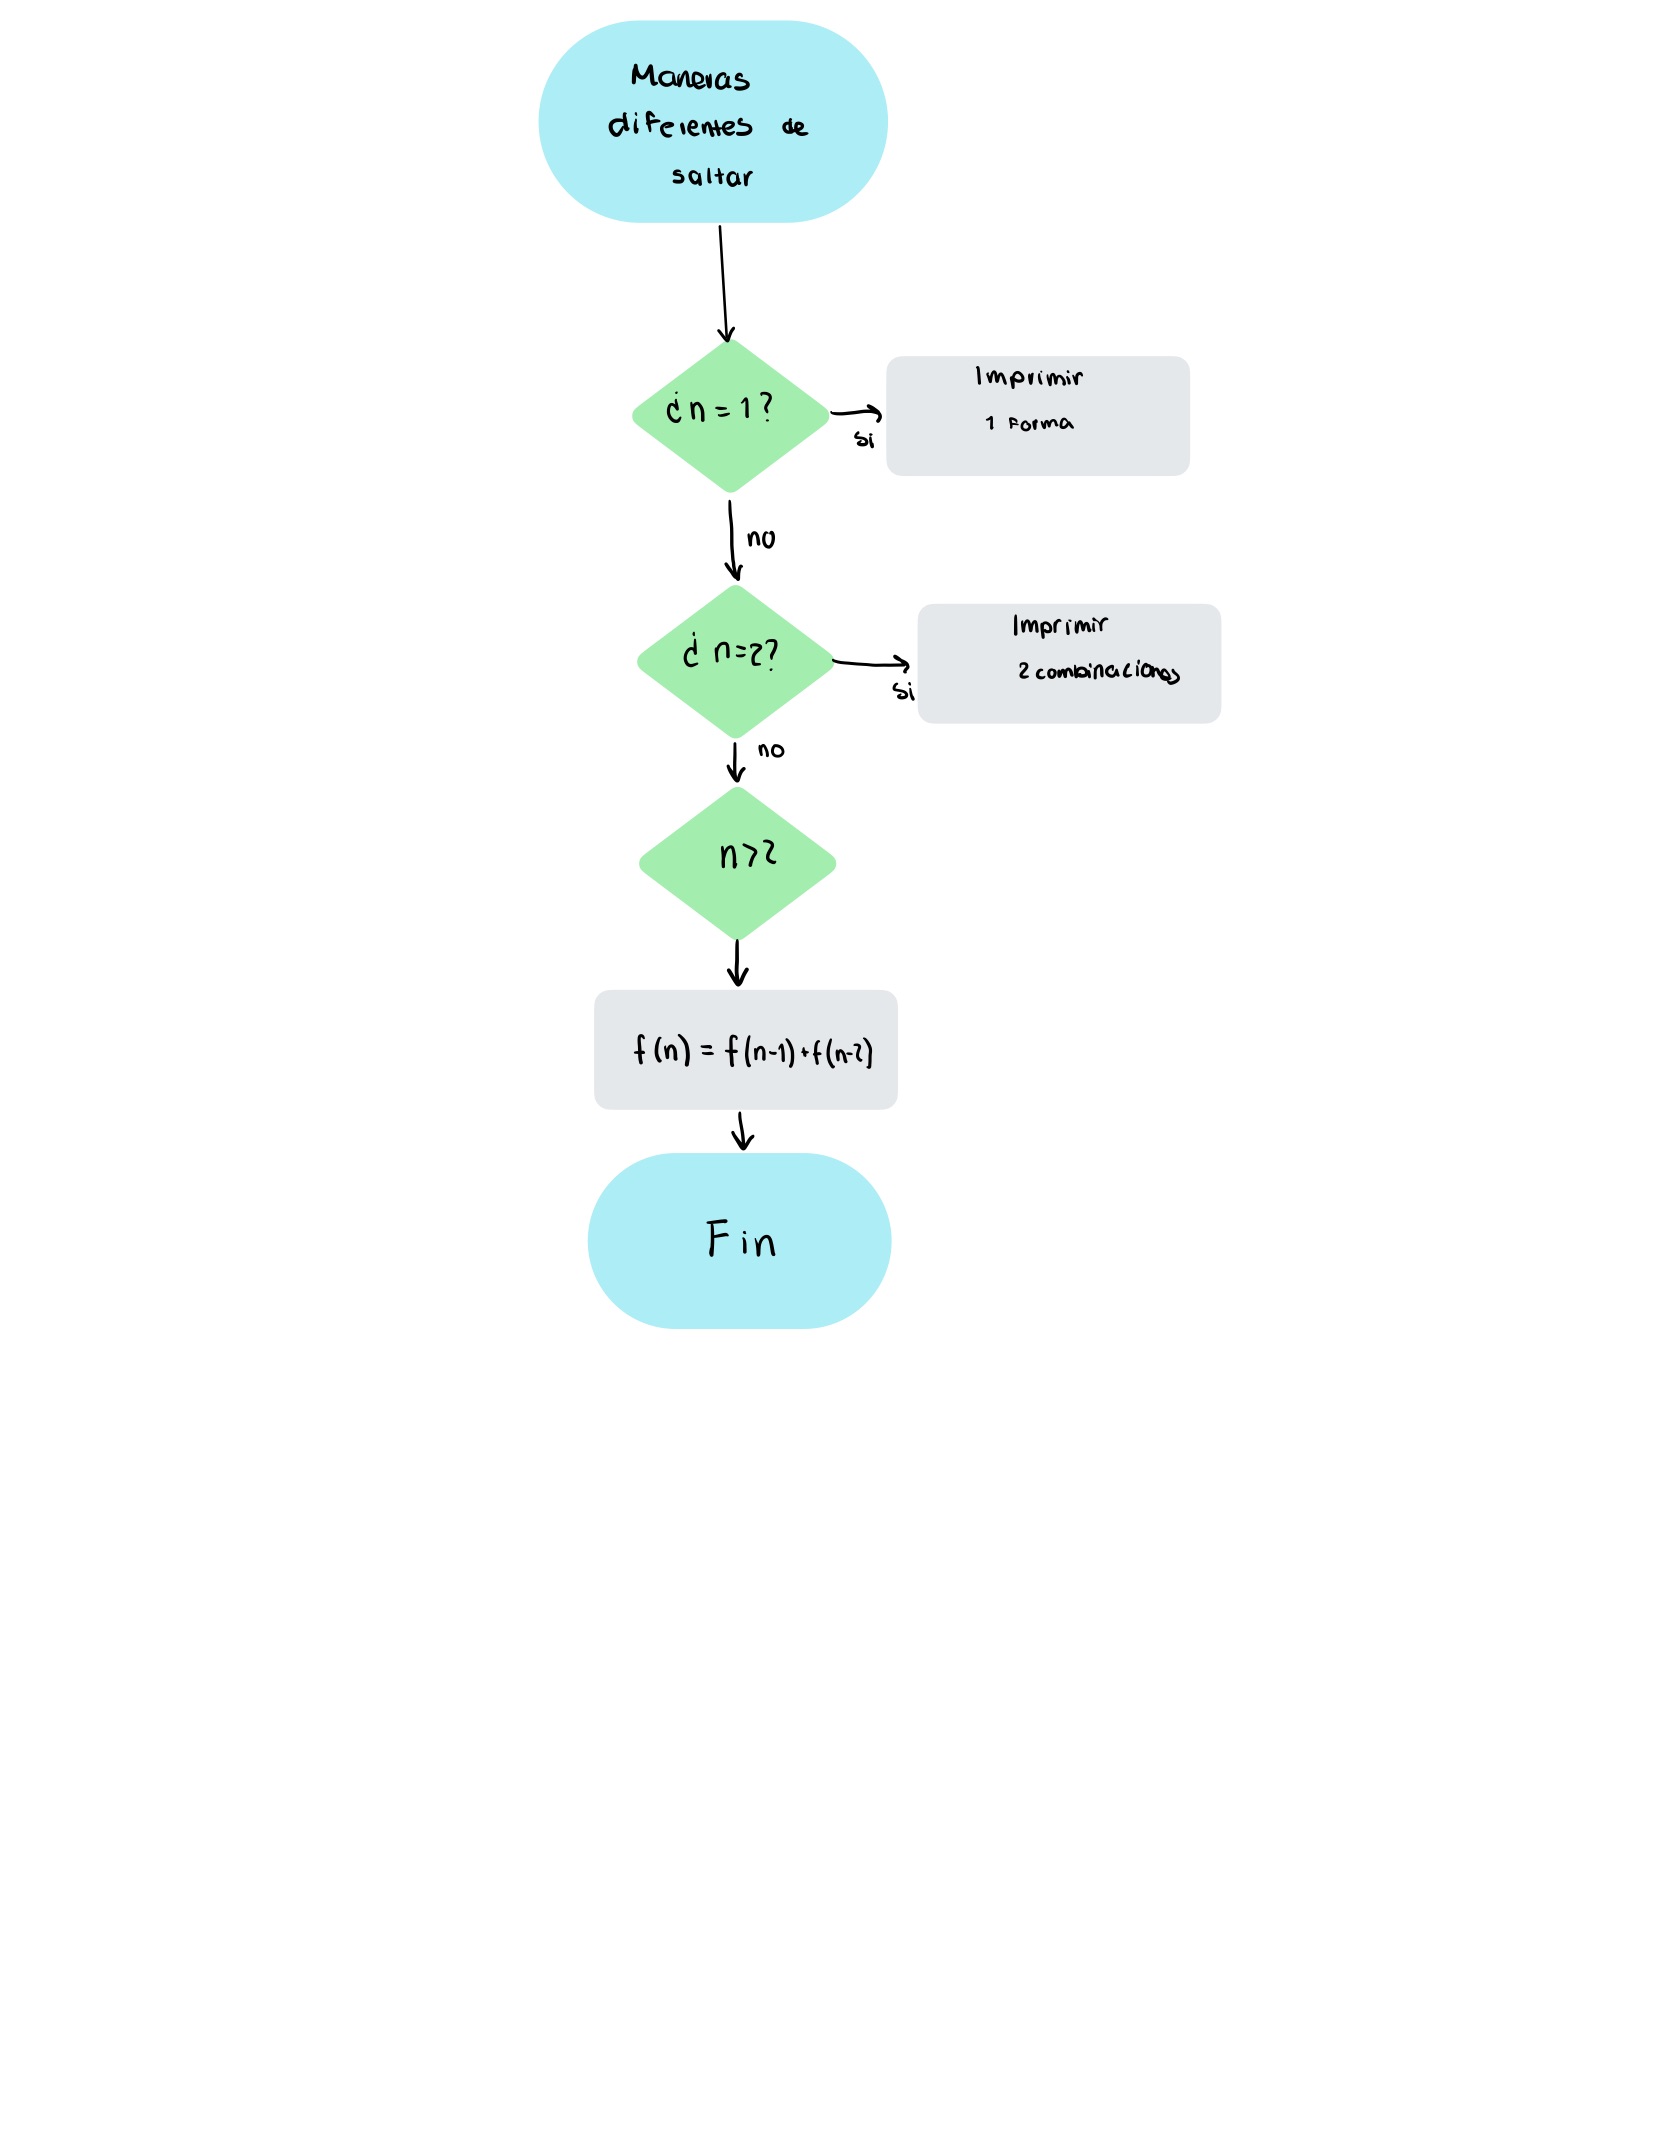 Maneras
diferentes de
saltar
¿n = 1?
si
Imprimir
1 Forma
no
¿n=2?
si
Imprimir
2 combinaciones
no
n>2
f(n) = f(n-1)+f(n-2)
Fin